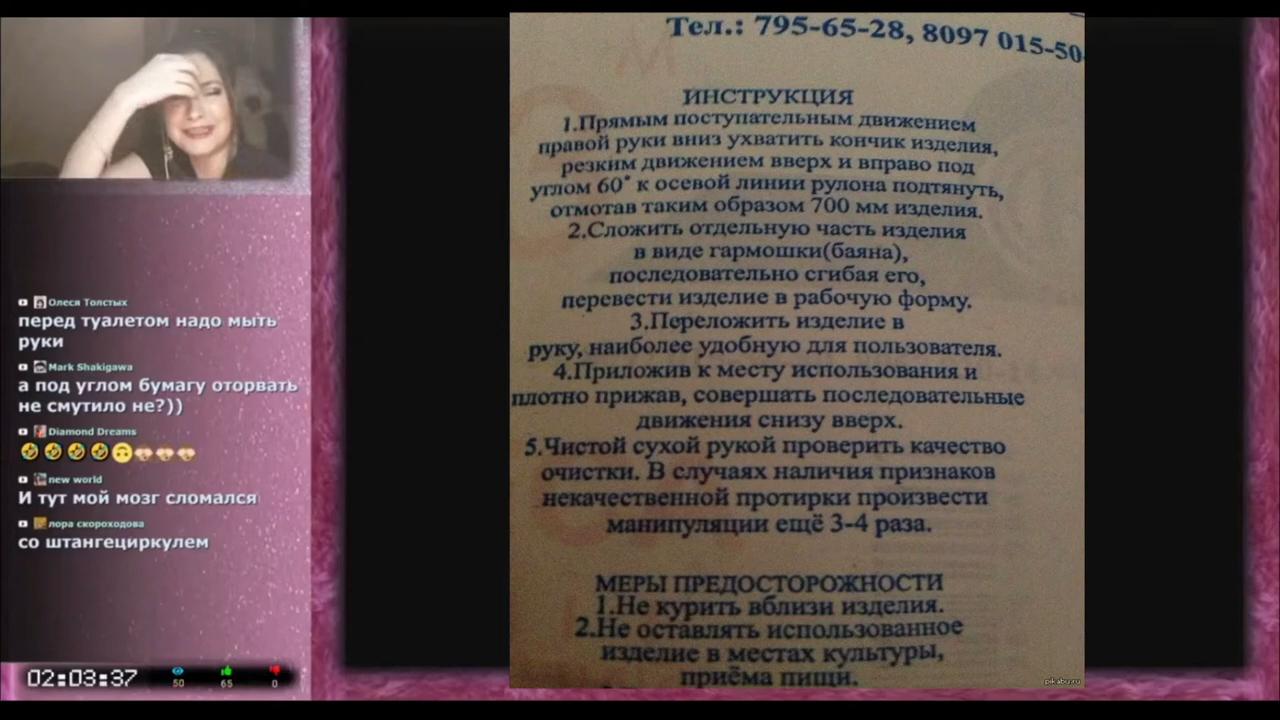 Тел.: 795-65-28, 8097 015-50-
ИНСТРУКЦИЯ
1.Прямым поступательным движением
правой руки вниз ухватить кончик изделия,
резким движением вверх и вправо под
углом 60° к осевой линии рулона подтянуть,
отмотав таким образом 700 мм изделия.
2.Сложить отдельную часть изделия
в виде гармошки(баяна),
последовательно сгибая его,
перевести изделие в рабочую форму.
3.Переложить изделие в
руку, наиболее удобную для пользователя.
4.Приложив к месту использования и
плотно прижав, совершать последовательные
движения снизу вверх.
5.Чистой сухой рукой проверить качество
очистки. В случаях наличия признаков
некачественной протирки произвести
манипуляции ещё 3-4 раза.
МЕРЫ ПРЕДОСТОРОЖНОСТИ
1.Не курить вблизи изделия.
2.Не оставлять использованное
изделие в местах культуры,
приёма пищи.
pikabu.ru
Олеся Толстых
перед туалетом надо мыть
руки
Mark Shakigawa
а под углом бумагу оторвать
не смутило не?))
Diamond Dreams
new world
И тут мой мозг сломался
лора скороходова
со штангециркулем
02:03:37
50 65 0